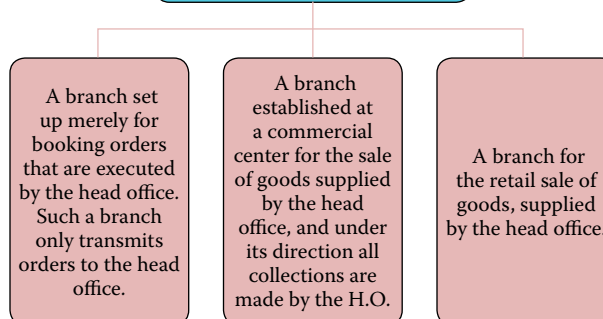 A branch set
up merely for
booking orders
that are executed
by the head office.
Such a branch
only transmits
orders to the head
office.
A branch
established at
a commercial
center for the sale
of goods supplied
by the head
office, and under
its direction all
collections are
made by the H.O.
A branch for
the retail sale of
goods, supplied
by the head office.